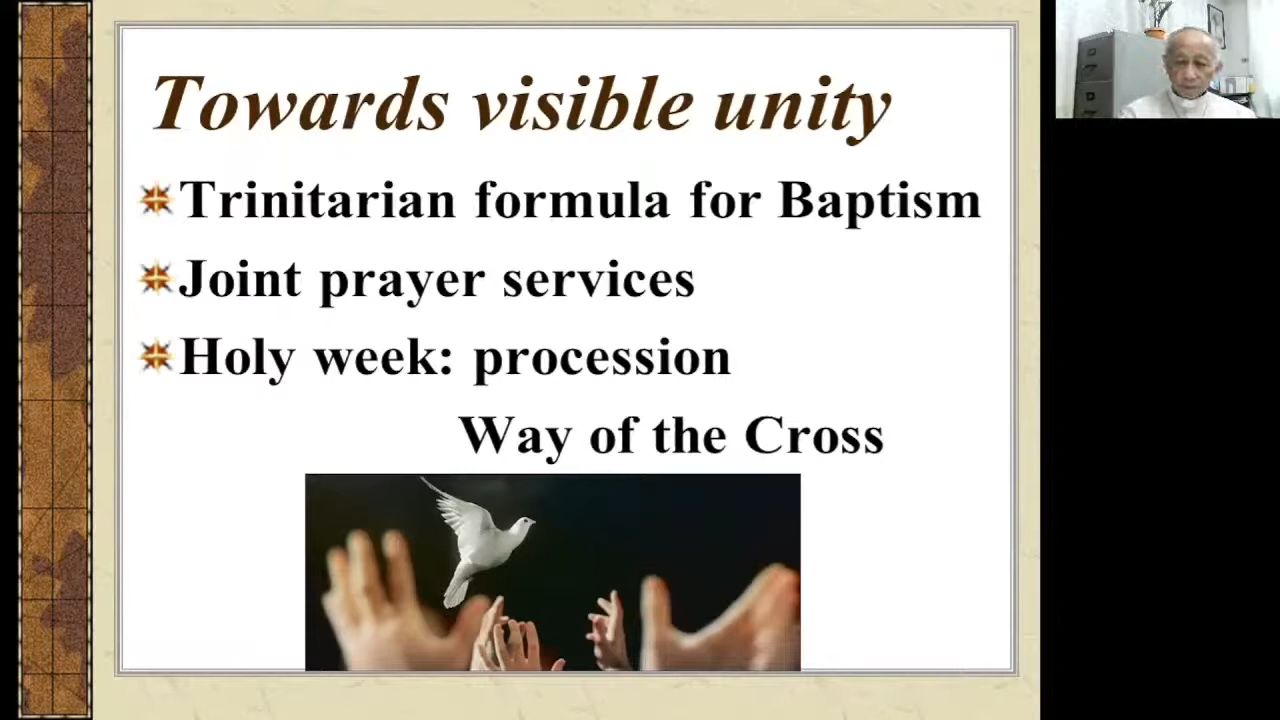 Towards visible unity
Trinitarian formula for Baptism
Joint prayer services
Holy week: procession
Way of the Cross